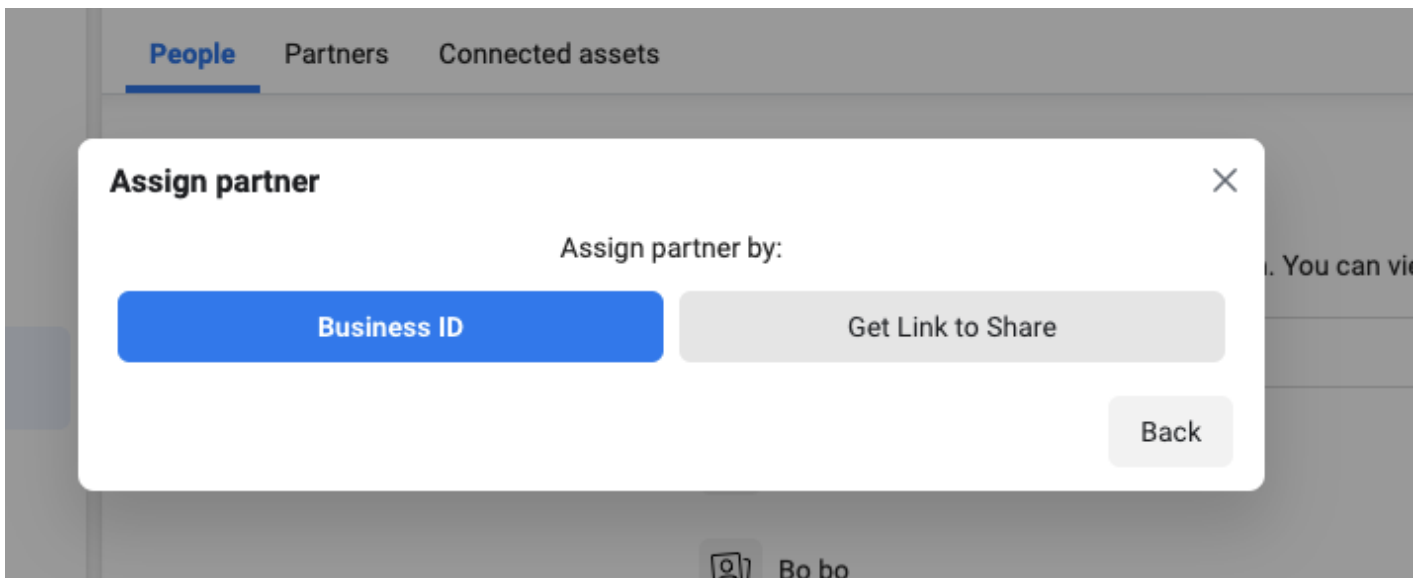 People Partners Connected assets
Assign partner
Assign partner by:
. You can vie
Business ID Get Link to Share
Back
Bo bo